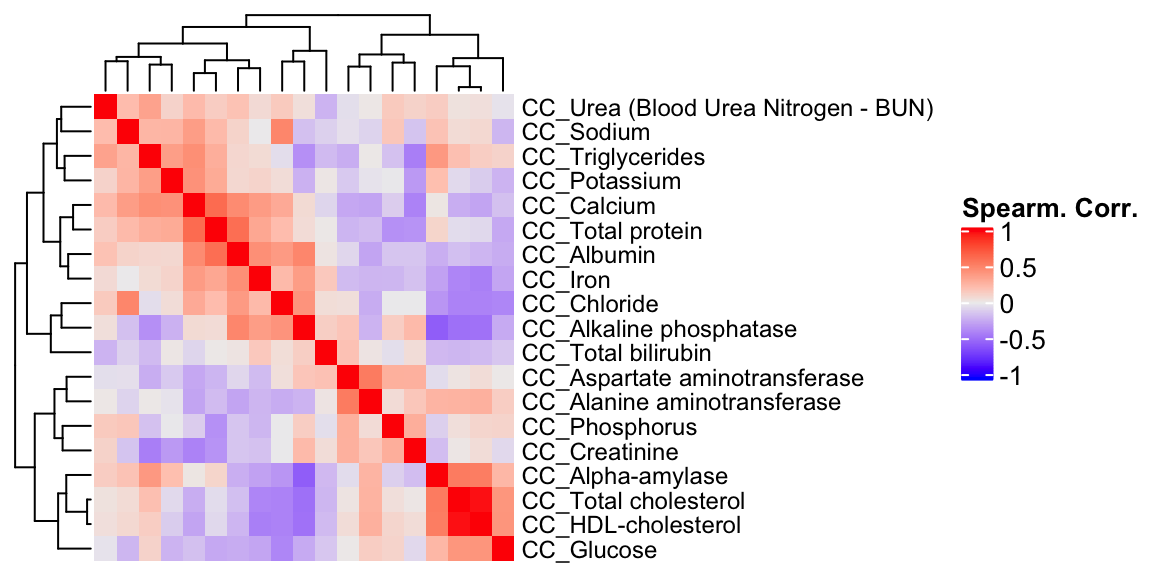 CC_Urea (Blood Urea Nitrogen - BUN)
CC_Sodium
CC_Triglycerides
CC_Potassium
CC_Calcium
CC_Total protein
CC_Albumin
CC_Iron
CC_Chloride
CC_Alkaline phosphatase
CC_Total bilirubin
CC_Aspartate aminotransferase
CC_Alanine aminotransferase
CC_Phosphorus
CC_Creatinine
CC_Alpha-amylase
CC_Total cholesterol
CC_HDL-cholesterol
CC_Glucose
Spearm. Corr.
1
0.5
0
-0.5
-1